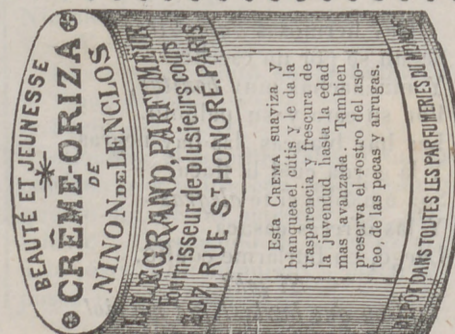 BEAUTÉ ET JEUNESSE
CRÊME-ORIZA
DE
NINON DE LENCLOS
L. LEGRAND, PARFUMEUR
Fournisseur de plusieurs cours
207, RUE ST HONORÉ. PARIS
Esta CREMA suaviza y
bianquea el cútis y le da la
trasparencia y frescura de
la juventud hasta la edad
mas avanzada. Tambien
preserva el rostro del aso-
leo, de las pecas y arrugas.
DÉPÔT DANS TOUTES LES PARFUMERIES DU MONDE